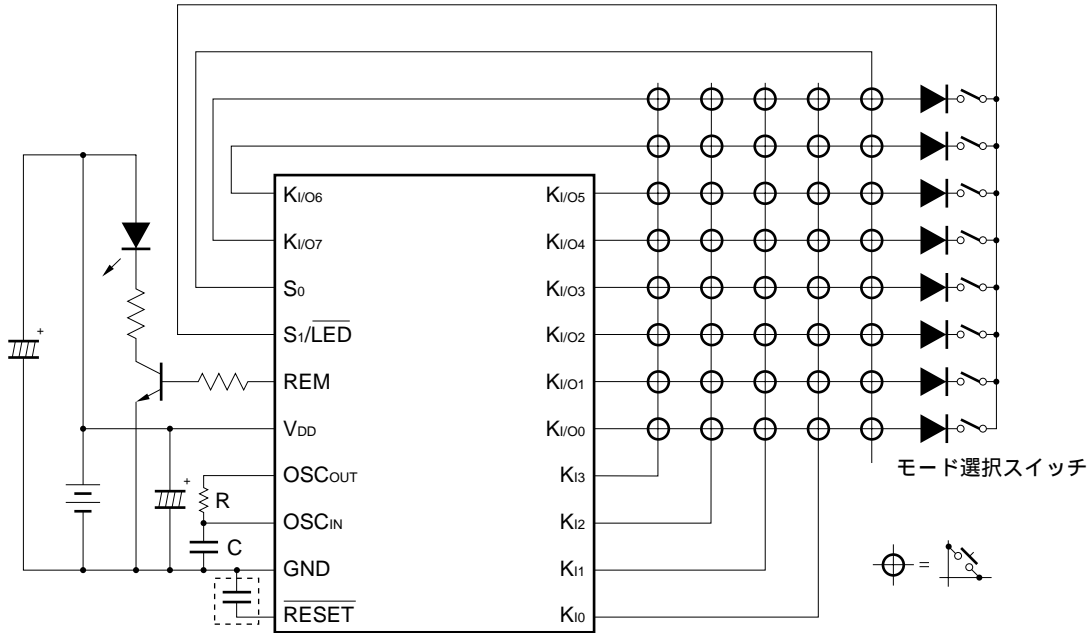 KI/O6
KI/O7
S0
S1/LED
REM
VDD
OSCOUT
OSCIN
GND
RESET
KI/O5
KI/O4
KI/O3
KI/O2
KI/O1
KI/O0
KI3
KI2
KI1
KI0
+
+
R
C
モード選択スイッチ
=